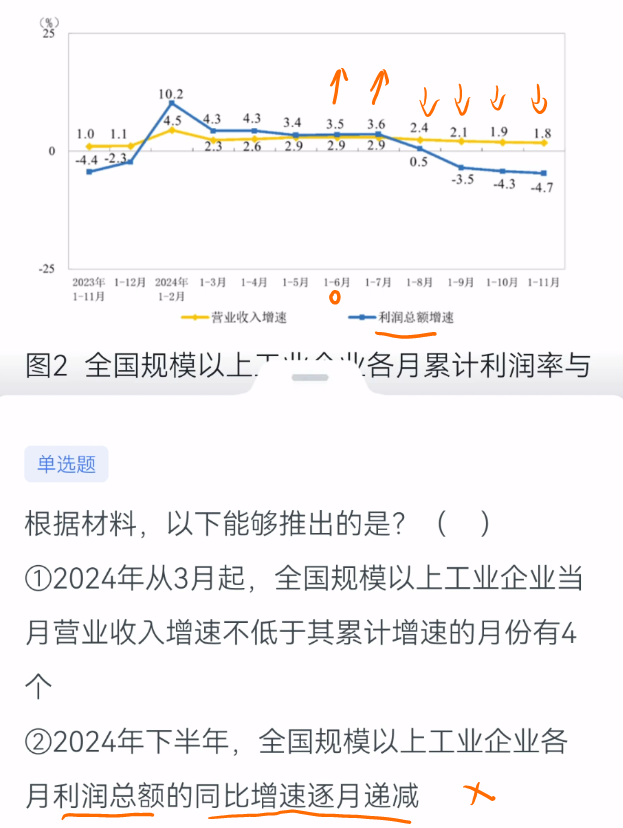 (%)
25
10.2
4.3 4.3 3.4 3.5 3.6 2.4 2.1 1.9 1.8
1.0 1.1 4.5
0 -4.4 -2.3 2.3 2.6 2.9 2.9 2.9 0.5
-3.5 -4.3 -4.7
-25
2023年 1-12月 2024年 1-3月 1-4月 1-5月 1-6月 1-7月 1-8月 1-9月 1-10月 1-11月
1-11月 1-2月
营业收入增速 利润总额增速
图2 全国规模以上工业企业各月累计利润率与
单选题
根据材料，以下能够推出的是？（ ）
①2024年从3月起，全国规模以上工业企业当
月营业收入增速不低于其累计增速的月份有4
个
②2024年下半年，全国规模以上工业企业各
月利润总额的同比增速逐月递减